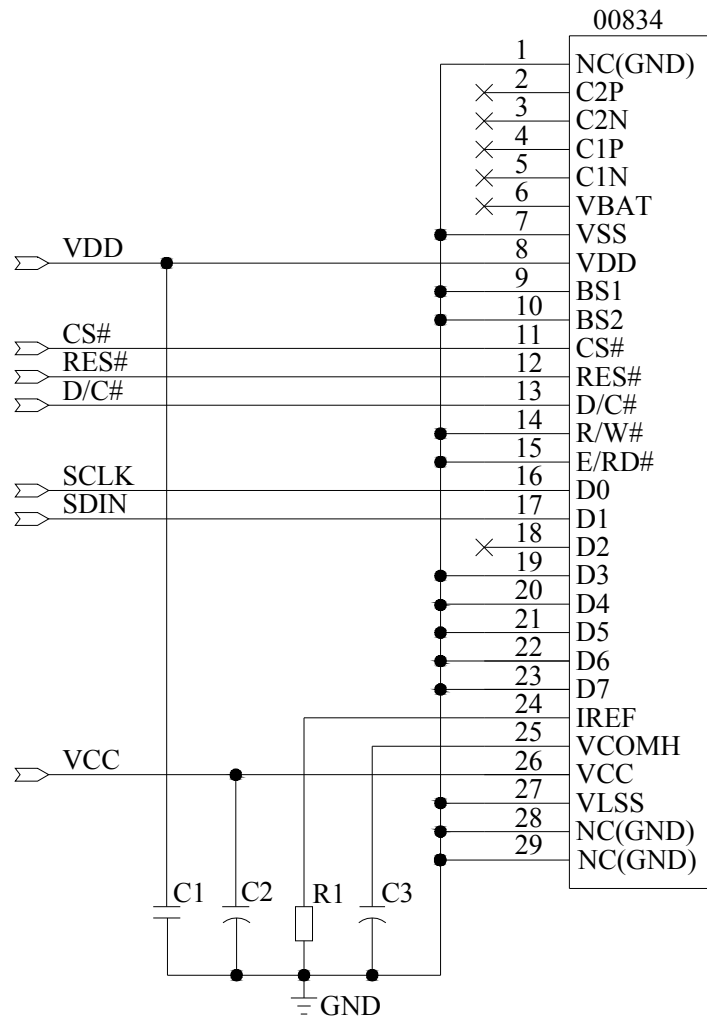 00834
1 NC(GND)
2 C2P
3 C2N
4 C1P
5 C1N
6 VBAT
7 VSS
VDD 8 VDD
9 BS1
10 BS2
CS# 11 CS#
RES# 12 RES#
D/C# 13 D/C#
14 R/W#
15 E/RD#
SCLK 16 D0
SDIN 17 D1
18 D2
19 D3
20 D4
21 D5
22 D6
23 D7
24 IREF
25 VCOMH
VCC 26 VCC
27 VLSS
28 NC(GND)
29 NC(GND)
C1 C2 R1 C3
GND